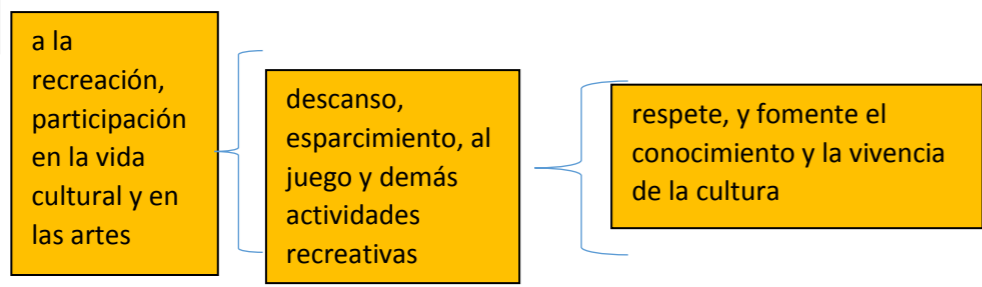 a la
recreación,
participación
en la vida
cultural y en
las artes
descanso,
esparcimiento, al
juego y demás
actividades
recreativas
respete, y fomente el
conocimiento y la vivencia
de la cultura